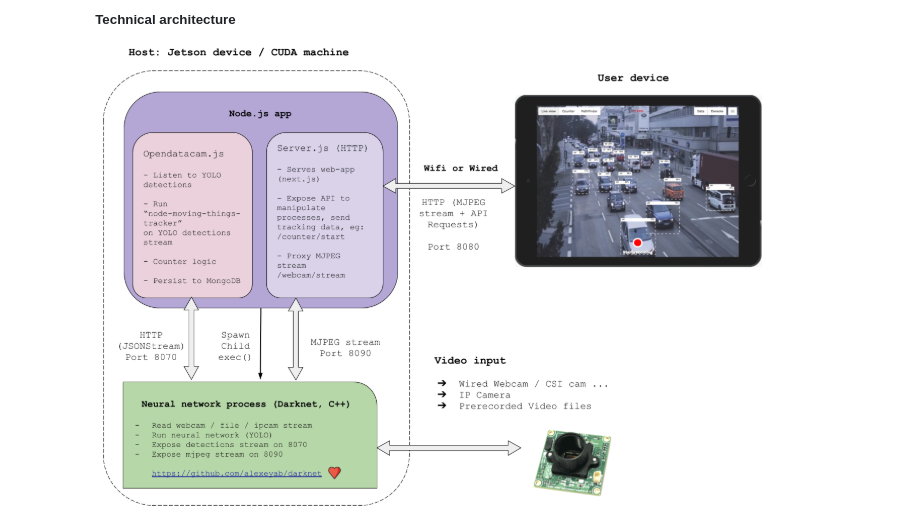 Technical architecture
Host: Jetson device / CUDA machine
Node.js app
Opendatacam.js
- Listen to YOLO
detections
- Run
"node-moving-things-
tracker"
on YOLO detections
stream
- Counter logic
- Persist to MongoDB
Server.js (HTTP)
- Serves web-app
(next.js)
- Expose API to
manipulate
processes, send
tracking data, eg:
/counter/start
- Proxy MJPEG
stream
/webcam/stream
Wifi or Wired
HTTP (MJPEG
stream + API
Requests)
Port 8080
User device
HTTP
(JSONStream)
Port 8070
Spawn
Child
exec()
MJPEG stream
Port 8090
Neural network process (Darknet, C++)
- Read webcam / file / ipcam stream
- Run neural network (YOLO)
- Expose detections stream on 8070
- Expose mjpeg stream on 8090
https://github.com/alexeyab/darknet
Video input
➔ Wired Webcam / CSI cam ...
➔ IP Camera
➔ Prerecorded Video files